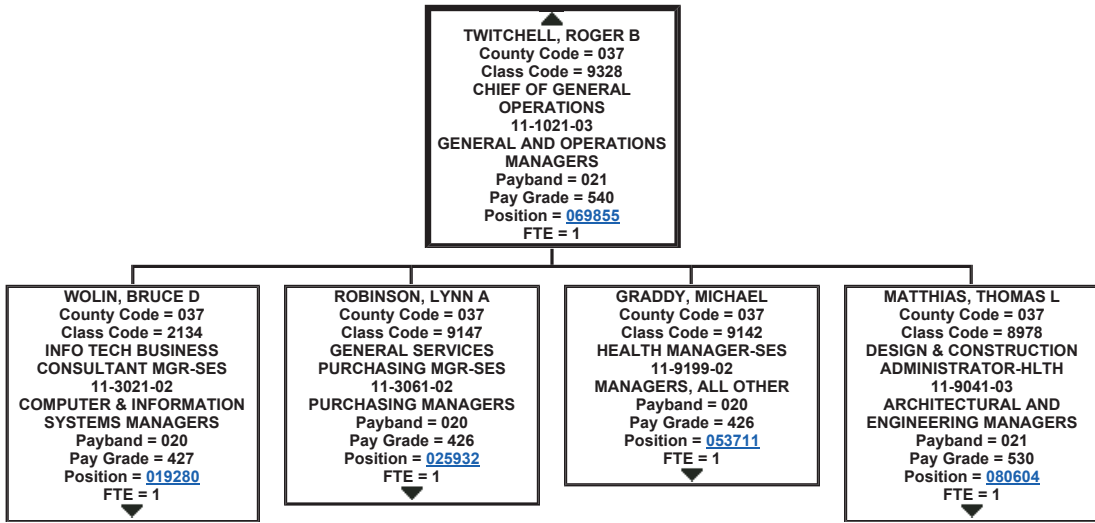 TWITCHELL, ROGER B
County Code = 037
Class Code = 9328
CHIEF OF GENERAL
OPERATIONS
11-1021-03
GENERAL AND OPERATIONS
MANAGERS
Payband = 021
Pay Grade = 540
Position = 069855
FTE = 1
WOLIN, BRUCE D
County Code = 037
Class Code = 2134
INFO TECH BUSINESS
CONSULTANT MGR-SES
11-3021-02
COMPUTER & INFORMATION
SYSTEMS MANAGERS
Payband = 020
Pay Grade = 427
Position = 019280
FTE = 1
ROBINSON, LYNN A
County Code = 037
Class Code = 9147
GENERAL SERVICES
PURCHASING MGR-SES
11-3061-02
PURCHASING MANAGERS
Payband = 020
Pay Grade = 426
Position = 025932
FTE = 1
GRADDY, MICHAEL
County Code = 037
Class Code = 9142
HEALTH MANAGER-SES
11-9199-02
MANAGERS, ALL OTHER
Payband = 020
Pay Grade = 426
Position = 053711
FTE = 1
MATTHIAS, THOMAS L
County Code = 037
Class Code = 8978
DESIGN & CONSTRUCTION
ADMINISTRATOR-HLTH
11-9041-03
ARCHITECTURAL AND
ENGINEERING MANAGERS
Payband = 021
Pay Grade = 530
Position = 080604
FTE = 1